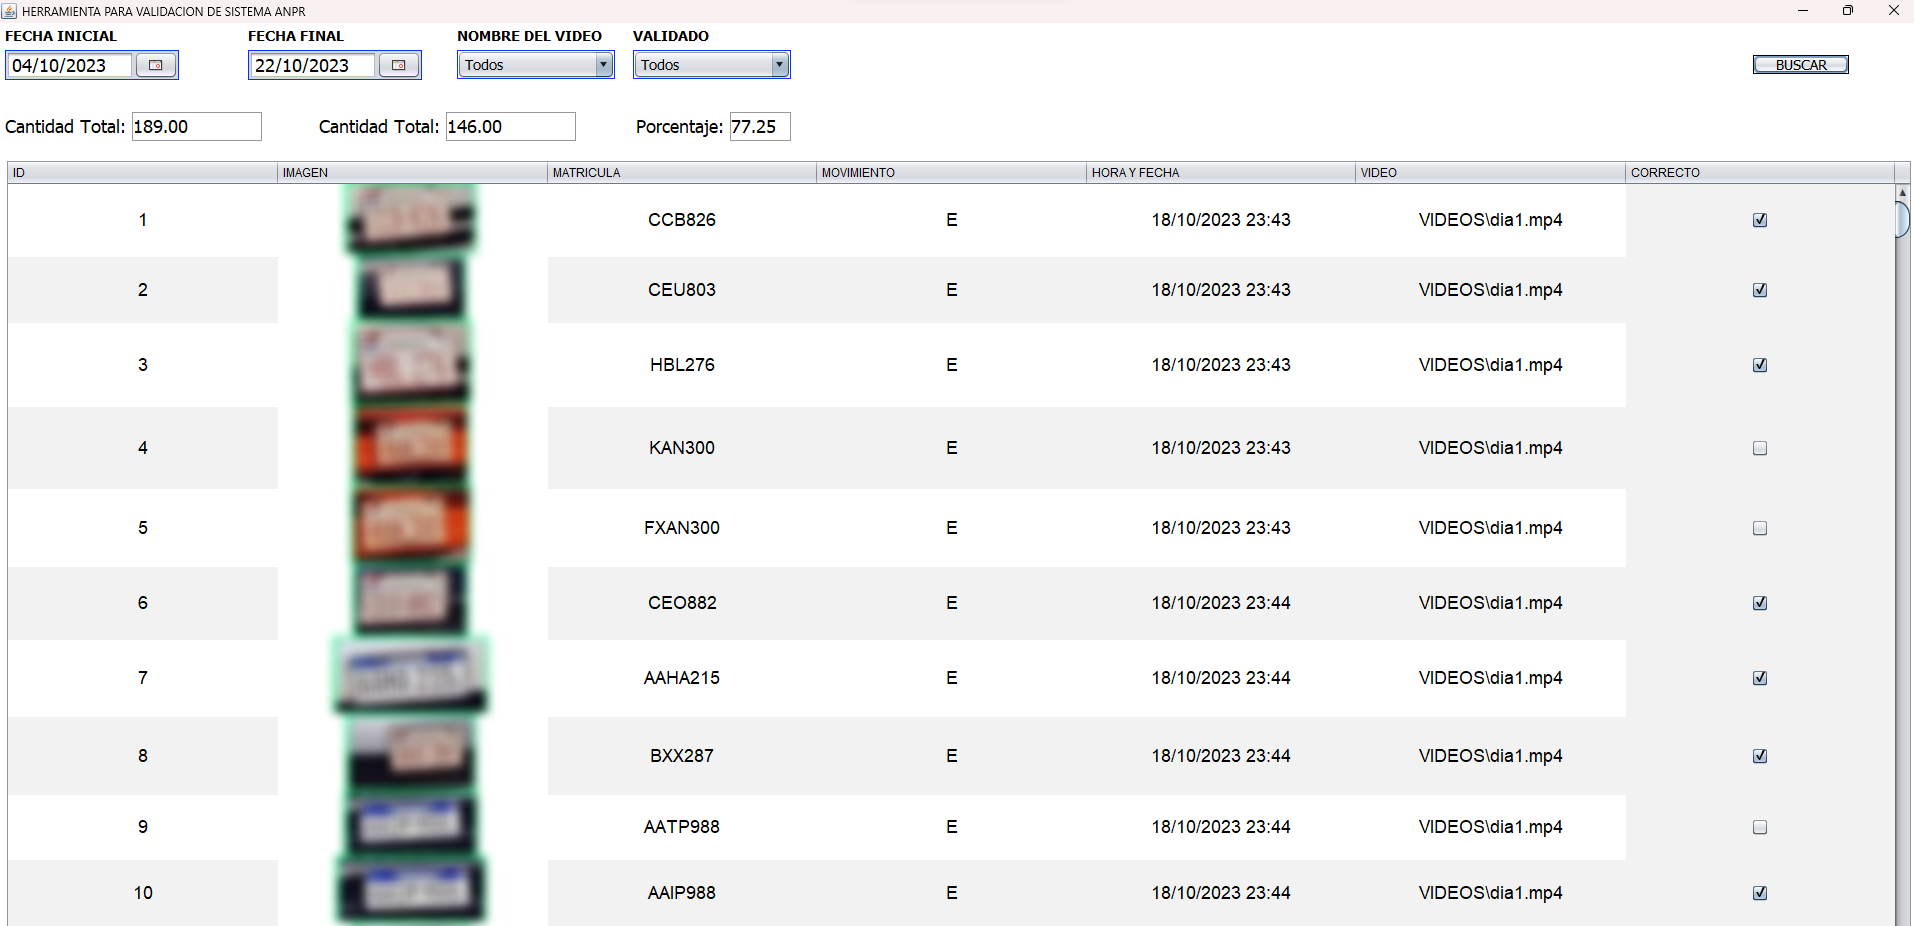 HERRAMIENTA PARA VALIDACION DE SISTEMA ANPR
FECHA INICIAL FECHA FINAL NOMBRE DEL VIDEO VALIDADO
04/10/2023 22/10/2023 Todos Todos BUSCAR
Cantidad Total: 189.00 Cantidad Total: 146.00 Porcentaje: 77.25
ID IMAGEN MATRICULA MOVIMIENTO HORA Y FECHA VIDEO CORRECTO
1 CCB826 E 18/10/2023 23:43 VIDEOS\dia1.mp4
2 CEU803 E 18/10/2023 23:43 VIDEOS\dia1.mp4
3 HBL276 E 18/10/2023 23:43 VIDEOS\dia1.mp4
4 KAN300 E 18/10/2023 23:43 VIDEOS\dia1.mp4
5 FXAN300 E 18/10/2023 23:43 VIDEOS\dia1.mp4
6 CEO882 E 18/10/2023 23:44 VIDEOS\dia1.mp4
7 AAHA215 E 18/10/2023 23:44 VIDEOS\dia1.mp4
8 BXX287 E 18/10/2023 23:44 VIDEOS\dia1.mp4
9 AATP988 E 18/10/2023 23:44 VIDEOS\dia1.mp4
10 AAIP988 E 18/10/2023 23:44 VIDEOS\dia1.mp4